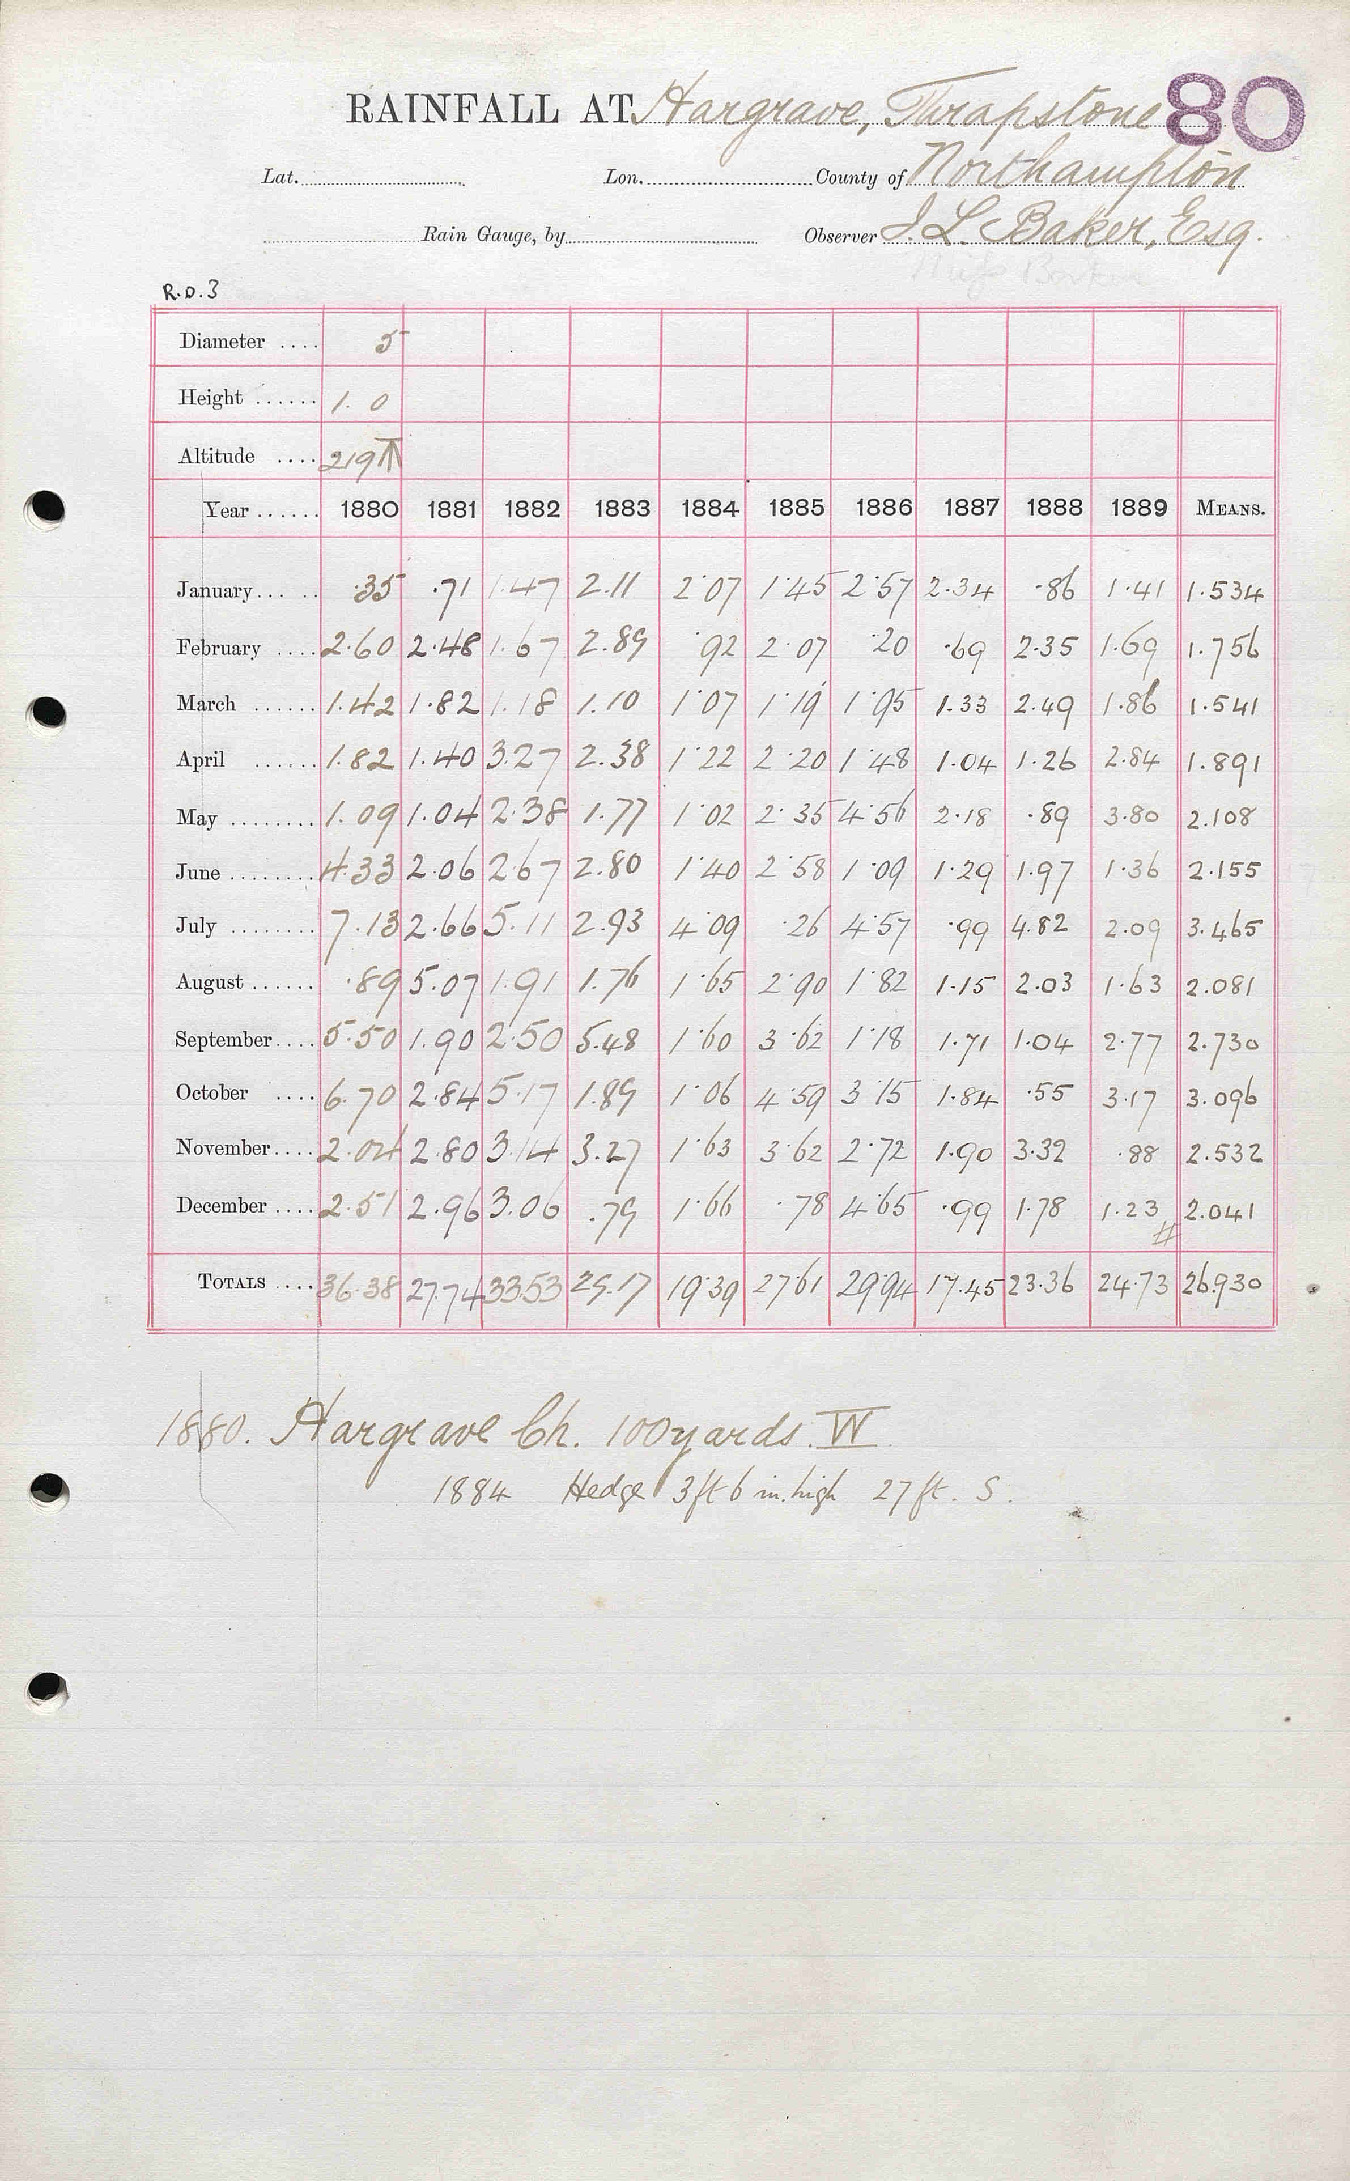 RAINFALL AT Hargrave, Thrapstone 80
Lat. Lon. County of Northampton
Rain Gauge, by Observer J. L. Baker, Esq.
R.D.3
Diameter .... 5
Height ...... 1. 0
Altitude .... 219
Year ...... 1880 1881 1882 1883 1884 1885 1886 1887 1888 1889 MEANS.
January... .. .35 .71 1.47 2.11 2.07 1.45 2.57 2.34 .86 1.41 1.534
February .... 2.60 2.48 1.67 2.89 .92 2.07 .20 .69 2.35 1.69 1.756
March ...... 1.42 1.82 1.18 1.10 1.07 1.19 1.95 1.33 2.49 1.86 1.541
April ...... 1.82 1.40 3.27 2.38 1.22 2.20 1.48 1.04 1.26 2.84 1.891
May ........ 1.09 1.04 2.38 1.77 1.02 2.35 4.56 2.18 .89 3.80 2.108
June ........ 4.33 2.06 2.67 2.80 1.40 2.58 1.09 1.29 1.97 1.36 2.155
July ........ 7.13 2.66 5.11 2.93 4.09 .26 4.57 .99 4.82 2.09 3.465
August ...... .89 5.07 1.91 1.76 1.65 2.90 1.82 1.15 2.03 1.63 2.081
September .... 5.50 1.90 2.50 5.48 1.60 3.62 1.18 1.71 1.04 2.77 2.730
October .... 6.70 2.84 5.17 1.89 1.06 4.59 3.15 1.84 .55 3.17 3.096
November .... 2.04 2.80 3.14 3.27 1.63 3.62 2.72 1.90 3.32 .88 2.532
December .... 2.51 2.96 3.06 .79 1.66 .78 4.65 .99 1.78 1.23 2.041
#
TOTALS .... 36.38 27.74 33.53 29.17 19.39 27.61 29.94 17.45 23.36 24.73 26.930
1880. Hargrave Ch. 100 yards W
1884 Hedge 3 ft 6 in. high 27 ft. S.